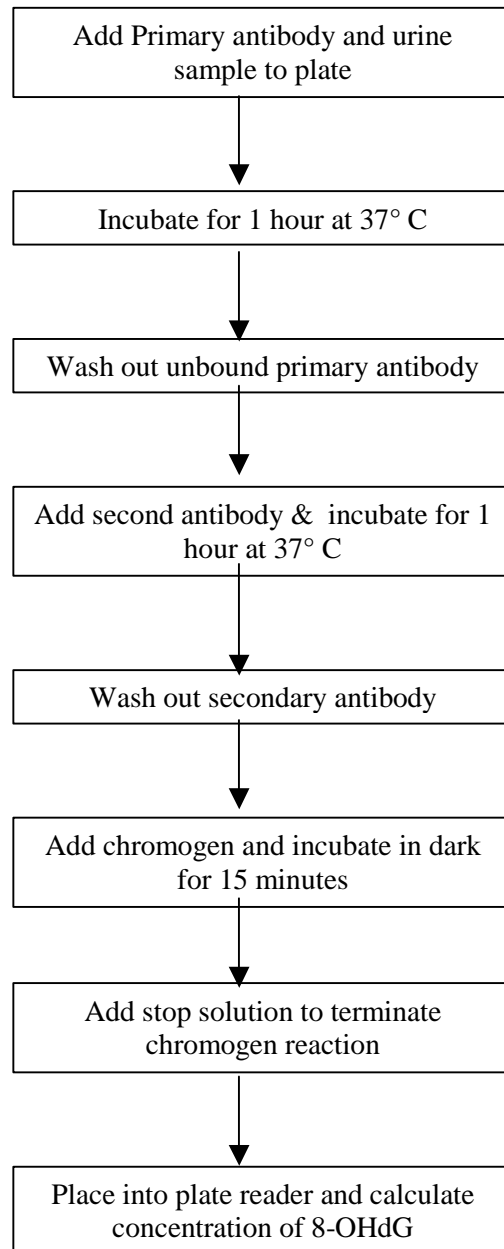 Add Primary antibody and urine
sample to plate
Incubate for 1 hour at 37° C
Wash out unbound primary antibody
Add second antibody &  incubate for 1
hour at 37° C
Wash out secondary antibody
Add chromogen and incubate in dark
for 15 minutes
Add stop solution to terminate
chromogen reaction
Place into plate reader and calculate
concentration of 8-OHdG